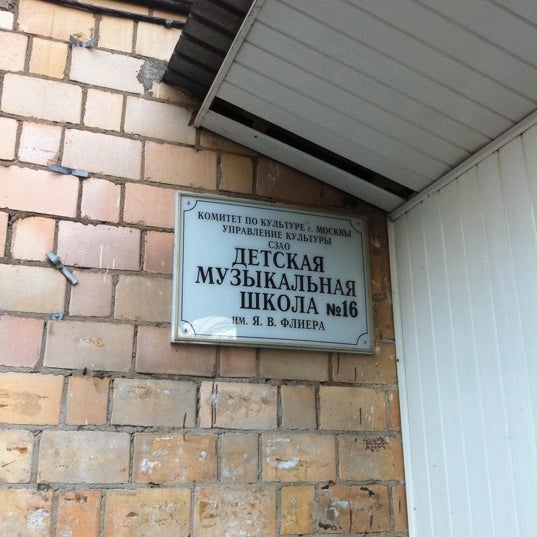 КОМИТЕТ ПО КУЛЬТУРЕ г. МОСКВЫ
УПРАВЛЕНИЕ КУЛЬТУРЫ
СЗАО
ДЕТСКАЯ
МУЗЫКАЛЬНАЯ
ШКОЛА №16
ИМ. Я. В. ФЛИЕРА